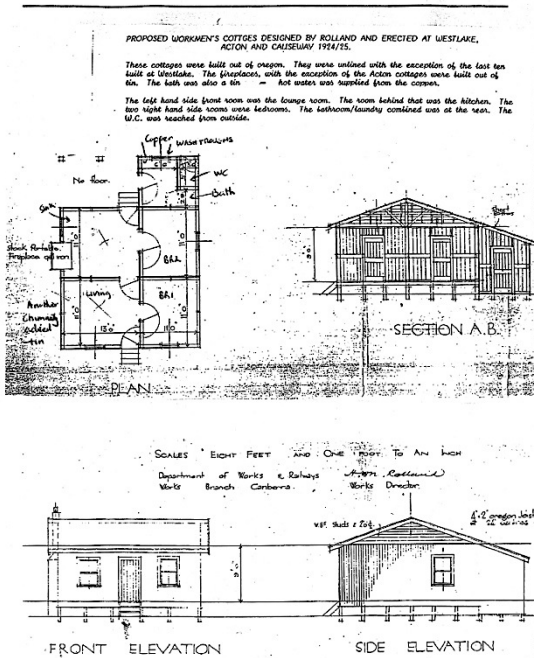 PROPOSED WORKMEN'S COTTGES DESIGNED BY ROLLAND AND ERECTED AT WESTLAKE,
ACTON AND CAUSEWAY 1924/25.
These cottages were built out of oregon. They were unlined with the exception of the last ten
built at Westlake. The fireplaces, with the exception of the Acton cottages were built out of
tin. The bath was also a tin — hot water was supplied from the copper.
The left hand side front room was the lounge room. The room behind that was the kitchen. The
two right hand side rooms were bedrooms. The bathroom/laundry combined was at the rear. The
W.C. was reached from outside.
Copper
WASH TROUGHS
No floor.
WC
Bath
Fireplace
BR2
Living
BR1
Another
chimney
added
tin
13'0"
11'0"
PLAN
SECTION A.B.
SCALES EIGHT FEET AND ONE FOOT TO AN INCH
Department of Works & Railways
Works Branch Canberra.
Rolland
Works Director.
4"x2" oregon joists
FRONT ELEVATION
SIDE ELEVATION